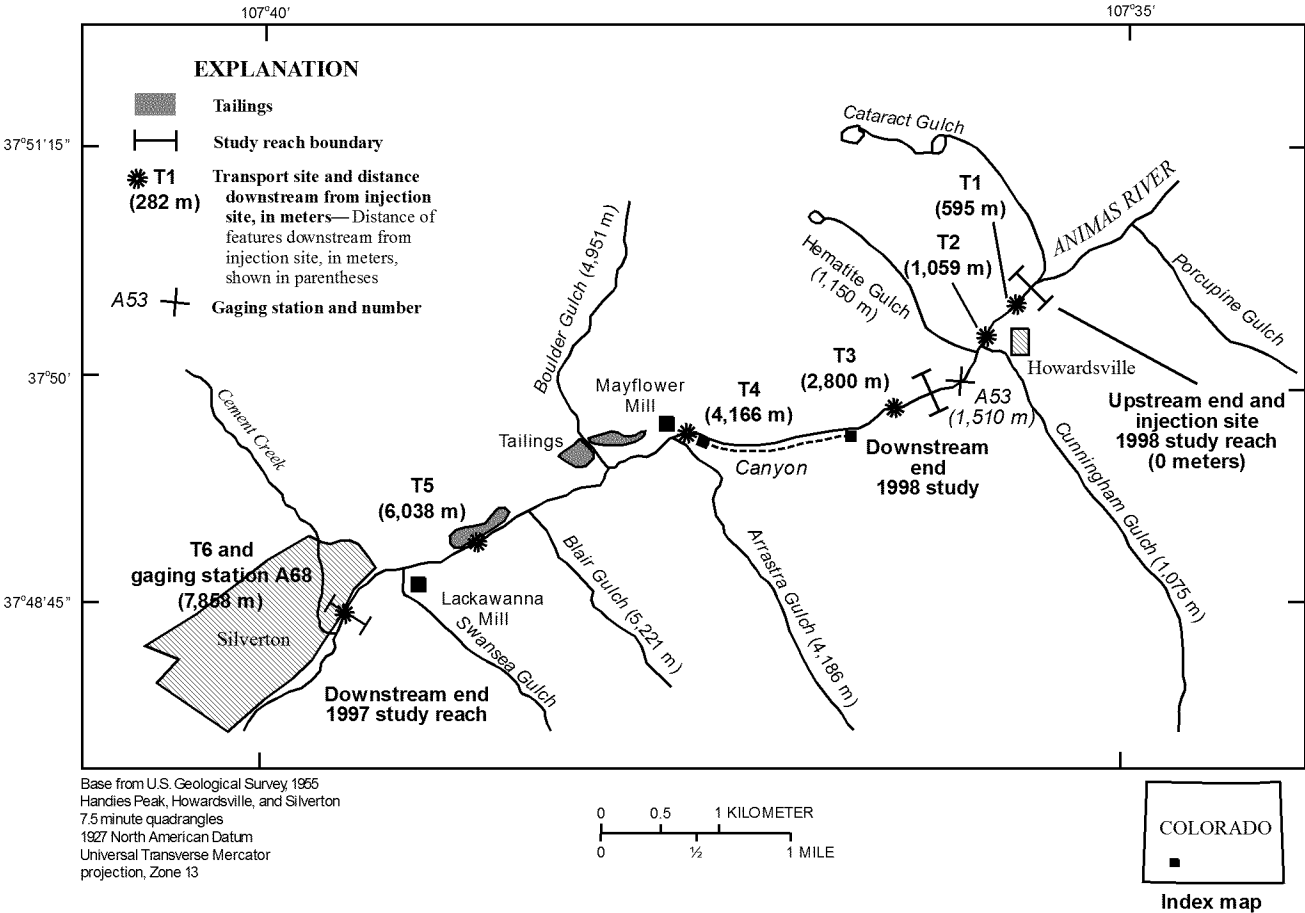 107°40'
107°35'
EXPLANATION
Tailings
Study reach boundary
T1
(282 m)
Transport site and distance
downstream from injection
site, in meters— Distance of
features downstream from
injection site, in meters,
shown in parentheses
A53
Gaging station and number
37°51'15"
37°50'
37°48'45"
Cataract Gulch
T1
(595 m)
ANIMAS RIVER
T2
(1,059 m)
Hematite Gulch
(1,150 m)
Porcupine Gulch
Boulder Gulch (4,951 m)
Howardsville
T3
(2,800 m)
A53
(1,510 m)
Upstream end and
injection site
1998 study reach
(0 meters)
Mayflower
Mill
T4
(4,166 m)
Tailings
Canyon
Downstream
end
1998 study
Cunningham Gulch (1,075 m)
Cement Creek
T5
(6,038 m)
Blair Gulch (5,221 m)
Arrastra Gulch (4,186 m)
T6 and
gaging station A68
(7,858 m)
Silverton
Lackawanna
Mill
Swansea Gulch
Downstream end
1997 study reach
Base from U.S. Geological Survey, 1955
Handies Peak, Howardsville, and Silverton
7.5 minute quadrangles
1927 North American Datum
Universal Transverse Mercator
projection, Zone 13
0 0.5 1 KILOMETER
0 ½ 1 MILE
COLORADO
Index map